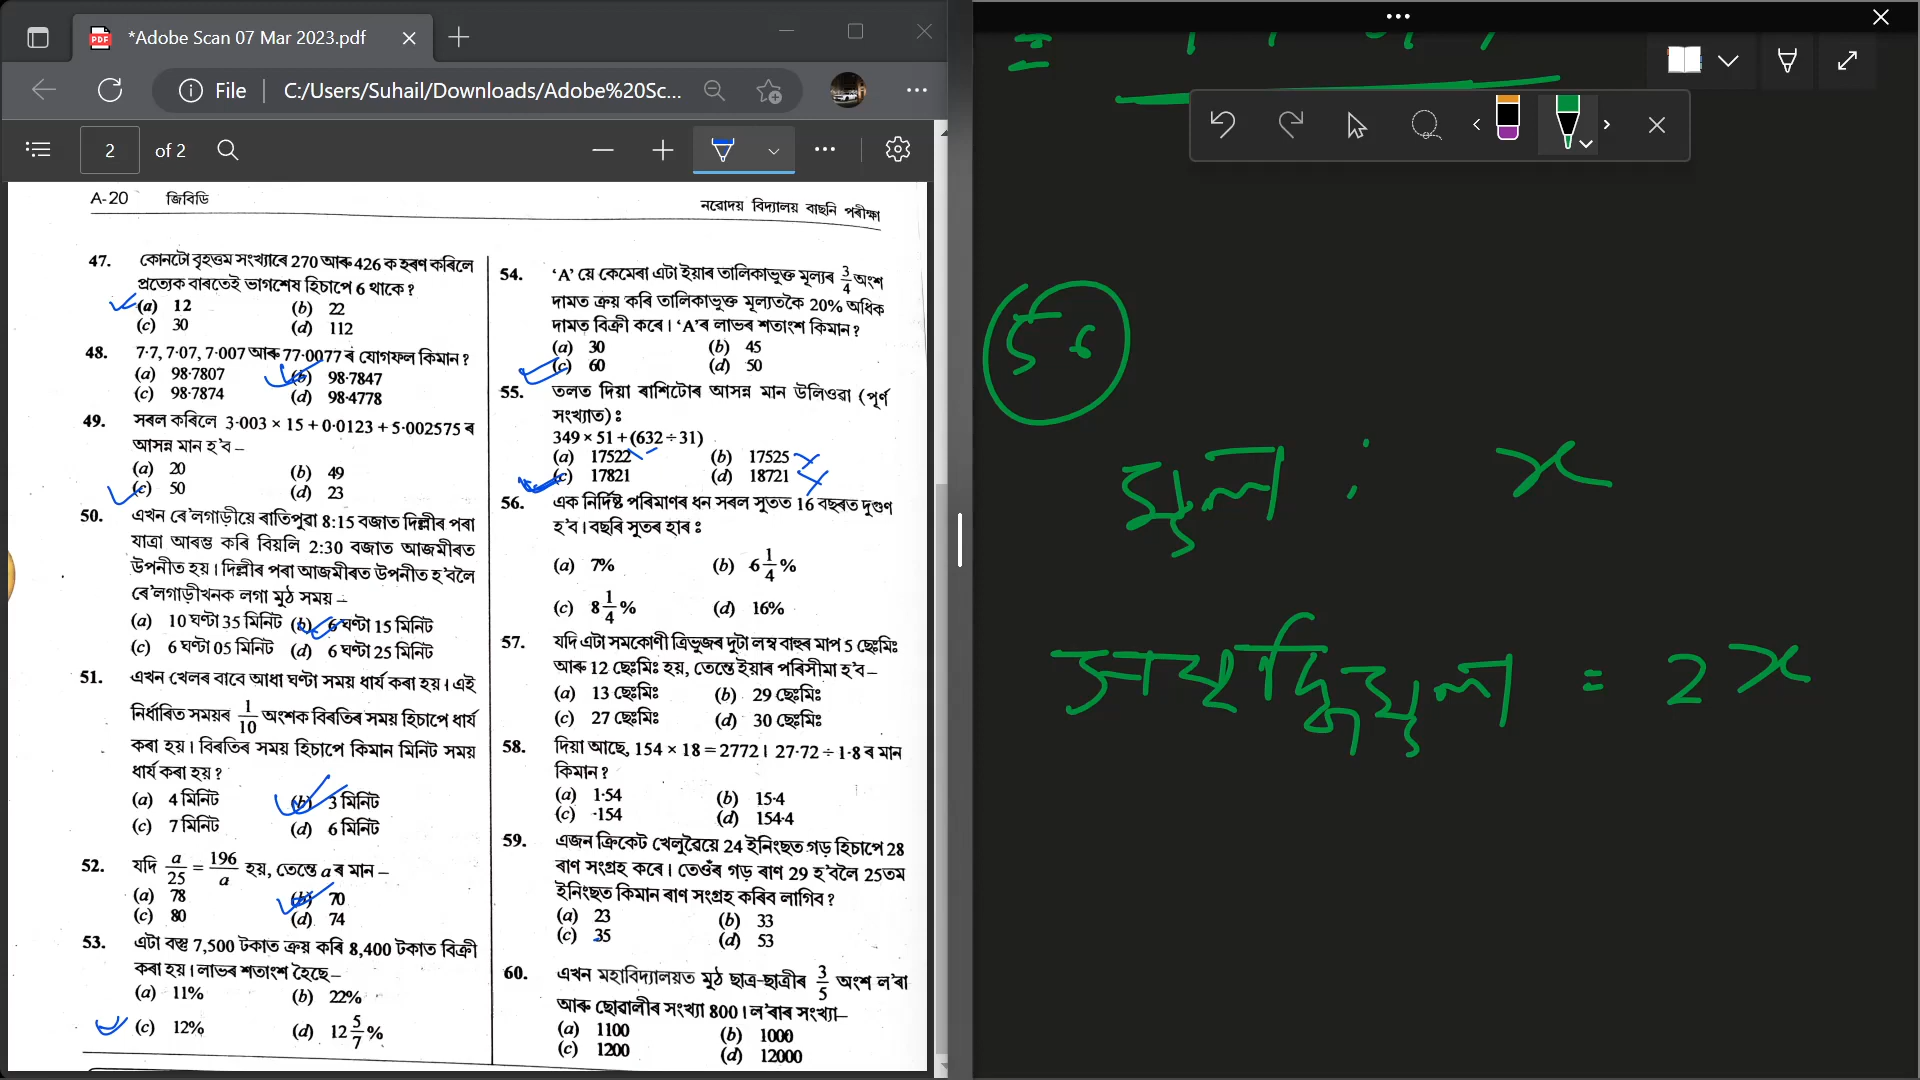 *Adobe Scan 07 Mar 2023.pdf
File | C:/Users/Suhail/Downloads/Adobe%20Sc...
2 of 2
A-20 জিবিডি
নৱোদয় বিদ্যালয় বাছনি পৰীক্ষা
47. কোনটো বৃহত্তম সংখ্যাৰে 270 আৰু 426 ক হৰণ কৰিলে
প্ৰত্যেক বাৰতেই ভাগশেষ হিচাপে 6 থাকে ?
(a) 12 (b) 22
(c) 30 (d) 112
48. 7·7, 7·07, 7·007 আৰু 77·0077 ৰ যোগফল কিমান ?
(a) 98·7807 (b) 98·7847
(c) 98·7874 (d) 98·4778
49. সৰল কৰিলে 3·003 × 15 + 0·0123 + 5·002575 ৰ
আসন্ন মান হ'ব –
(a) 20 (b) 49
(c) 50 (d) 23
50. এখন ৰে'লগাড়ীয়ে ৰাতিপুৱা 8:15 বজাত দিল্লীৰ পৰা
যাত্ৰা আৰম্ভ কৰি বিয়লি 2:30 বজাত আজমীৰত
উপনীত হয়। দিল্লীৰ পৰা আজমীৰত উপনীত হ'বলৈ
ৰে'লগাড়ীখনক লগা মুঠ সময় –
(a) 10 ঘণ্টা 35 মিনিট (b) 6 ঘণ্টা 15 মিনিট
(c) 6 ঘণ্টা 05 মিনিট (d) 6 ঘণ্টা 25 মিনিট
51. এখন খেলৰ বাবে আধা ঘণ্টা সময় ধাৰ্য কৰা হয়। এই
নিৰ্ধাৰিত সময়ৰ 1/10 অংশক বিৰতিৰ সময় হিচাপে ধাৰ্য
কৰা হয়। বিৰতিৰ সময় হিচাপে কিমান মিনিট সময়
ধাৰ্য কৰা হয় ?
(a) 4 মিনিট (b) 3 মিনিট
(c) 7 মিনিট (d) 6 মিনিট
52. যদি a/25 = 196/a হয়, তেন্তে a ৰ মান –
(a) 78 (b) 70
(c) 80 (d) 74
53. এটা বস্তু 7,500 টকাত ক্ৰয় কৰি 8,400 টকাত বিক্ৰী
কৰা হয়। লাভৰ শতাংশ হৈছে –
(a) 11% (b) 22%
(c) 12% (d) 12 5/7 %
54. 'A' য়ে কেমেৰা এটা ইয়াৰ তালিকাভুক্ত মূল্যৰ 3/4 অংশ
দামত ক্ৰয় কৰি তালিকাভুক্ত মূল্যতকৈ 20% অধিক
দামত বিক্ৰী কৰে। 'A'ৰ লাভৰ শতাংশ কিমান ?
(a) 30 (b) 45
(c) 60 (d) 50
55. তলত দিয়া ৰাশিটোৰ আসন্ন মান উলিওৱা (পূৰ্ণ
সংখ্যাত) ঃ
349 × 51 + (632 ÷ 31)
(a) 17522 (b) 17525
(c) 17821 (d) 18721
56. এক নিৰ্দিষ্ট পৰিমাণৰ ধন সৰল সুতত 16 বছৰত দুগুণ
হ'ব। বছৰি সুতৰ হাৰ ঃ
(a) 7% (b) 6 1/4 %
(c) 8 1/4 % (d) 16%
57. যদি এটা সমকোণী ত্ৰিভুজৰ দুটা লম্ব বাহুৰ মাপ 5 ছেঃমিঃ
আৰু 12 ছেঃমিঃ হয়, তেন্তে ইয়াৰ পৰিসীমা হ'ব –
(a) 13 ছেঃমিঃ (b) 29 ছেঃমিঃ
(c) 27 ছেঃমিঃ (d) 30 ছেঃমিঃ
58. দিয়া আছে, 154 × 18 = 2772। 27·72 ÷ 1·8 ৰ মান
কিমান ?
(a) 1·54 (b) 15·4
(c) ·154 (d) 154·4
59. এজন ক্ৰিকেট খেলুৱৈয়ে 24 ইনিংছত গড় হিচাপে 28
ৰাণ সংগ্ৰহ কৰে। তেওঁৰ গড় ৰাণ 29 হ'বলৈ 25তম
ইনিংছত কিমান ৰাণ সংগ্ৰহ কৰিব লাগিব ?
(a) 23 (b) 33
(c) 35 (d) 53
60. এখন মহাবিদ্যালয়ত মুঠ ছাত্ৰ-ছাত্ৰীৰ 3/5 অংশ ল'ৰা
আৰু ছোৱালীৰ সংখ্যা 800। ল'ৰাৰ সংখ্যা–
(a) 1100 (b) 1000
(c) 1200 (d) 12000
56
মূল : x
= 2x